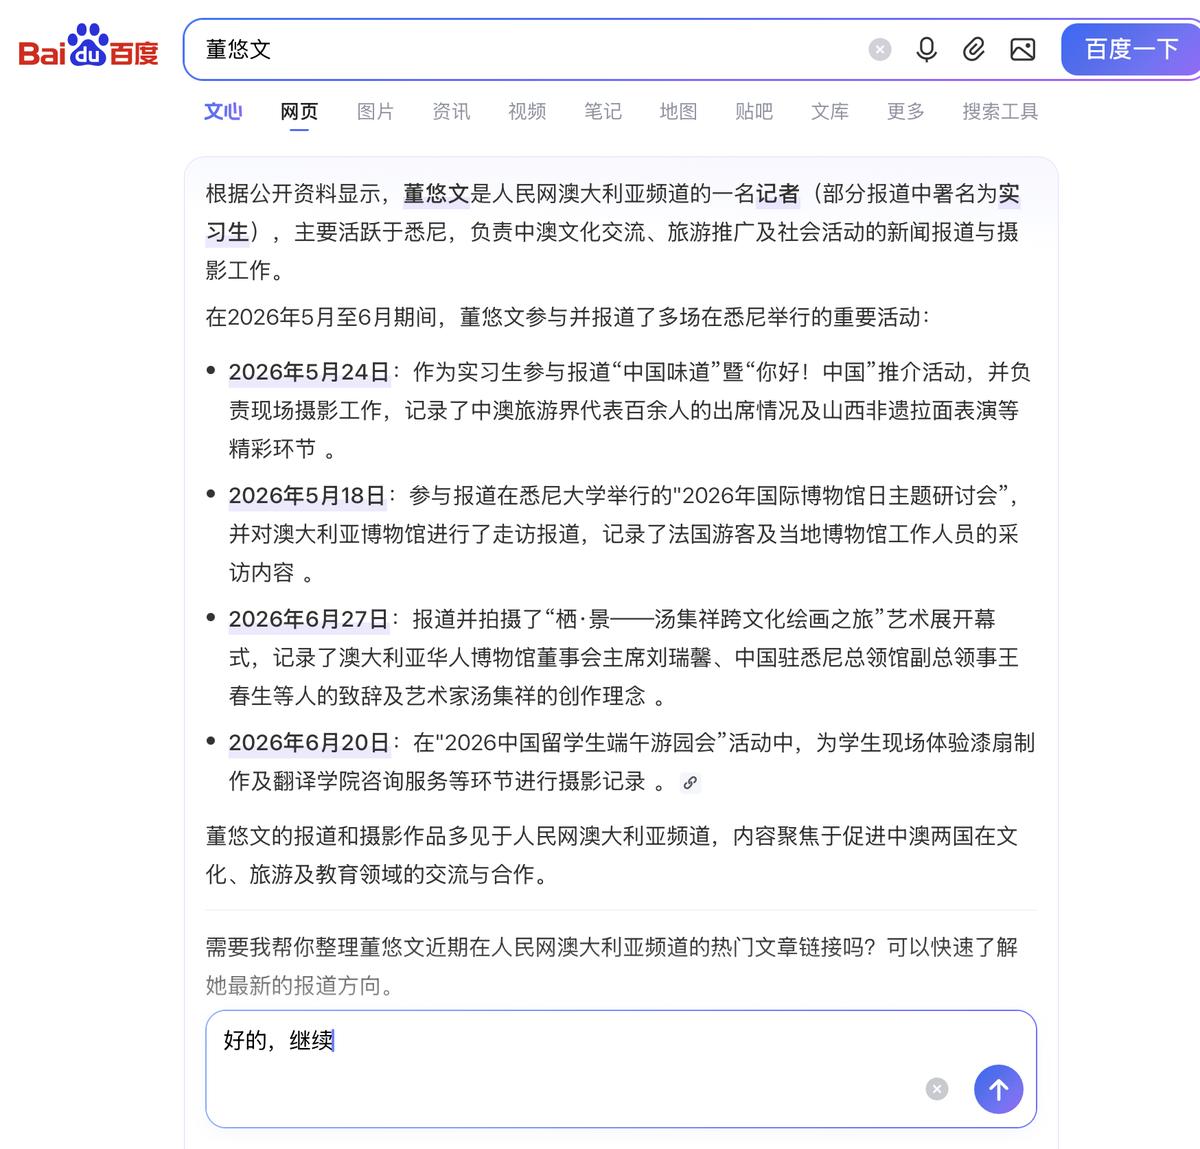 Bai du 百度
董悠文
百度一下
文心 网页 图片 资讯 视频 笔记 地图 贴吧 文库 更多 搜索工具
根据公开资料显示，董悠文是人民网澳大利亚频道的一名记者（部分报道中署名为实
习生），主要活跃于悉尼，负责中澳文化交流、旅游推广及社会活动的新闻报道与摄
影工作。
在2026年5月至6月期间，董悠文参与并报道了多场在悉尼举行的重要活动：
• 2026年5月24日：作为实习生参与报道“中国味道”暨“你好！中国”推介活动，并负
责现场摄影工作，记录了中澳旅游界代表百余人的出席情况及山西非遗拉面表演等
精彩环节 。
• 2026年5月18日：参与报道在悉尼大学举行的"2026年国际博物馆日主题研讨会”，
并对澳大利亚博物馆进行了走访报道，记录了法国游客及当地博物馆工作人员的采
访内容 。
• 2026年6月27日：报道并拍摄了“栖·景——汤集祥跨文化绘画之旅”艺术展开幕
式，记录了澳大利亚华人博物馆董事会主席刘瑞馨、中国驻悉尼总领馆副总领事王
春生等人的致辞及艺术家汤集祥的创作理念 。
• 2026年6月20日：在"2026中国留学生端午游园会”活动中，为学生现场体验漆扇制
作及翻译学院咨询服务等环节进行摄影记录 。
董悠文的报道和摄影作品多见于人民网澳大利亚频道，内容聚焦于促进中澳两国在文
化、旅游及教育领域的交流与合作。
需要我帮你整理董悠文近期在人民网澳大利亚频道的热门文章链接吗？可以快速了解
她最新的报道方向。
好的，继续